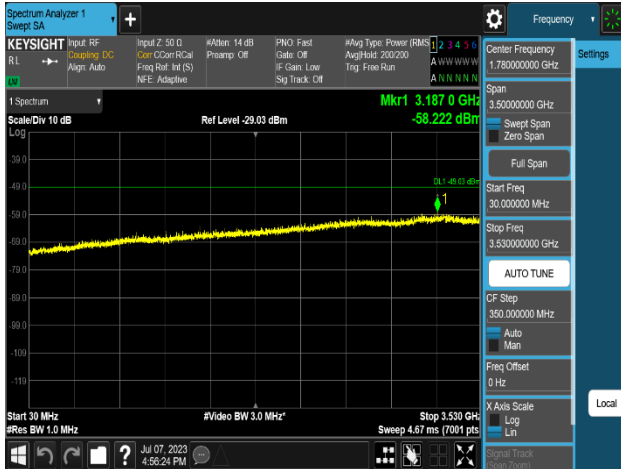 Spectrum Analyzer 1
Swept SA
Frequency
KEYSIGHT
RL
Input: RF
Coupling: DC
Align: Auto
Input Z: 50 Ω
Corr CCorr RCal
Freq Ref: Int (S)
NFE: Adaptive
#Atten: 14 dB
Preamp: Off
PNO: Fast
Gate: Off
IF Gain: Low
Sig Track: Off
#Avg Type: Power (RMS
Avg|Hold: 200/200
Trig: Free Run
1 2 3 4 5 6
A W W W W W
A N N N N N
LV
1 Spectrum
Mkr1 3.187 0 GHz
Scale/Div 10 dB
Ref Level -29.03 dBm
-58.222 dBm
Log
-39.0
DL1 -49.03 dBm
-49.0
1
-59.0
-69.0
-79.0
-89.0
-99.0
-109
-119
Start 30 MHz
#Video BW 3.0 MHz*
Stop 3.530 GHz
#Res BW 1.0 MHz
Sweep 4.67 ms (7001 pts
Jul 07, 2023
4:56:24 PM
Center Frequency
1.780000000 GHz
Settings
Span
3.50000000 GHz
Swept Span
Zero Span
Full Span
Start Freq
30.000000 MHz
Stop Freq
3.530000000 GHz
AUTO TUNE
CF Step
350.000000 MHz
Auto
Man
Freq Offset
0 Hz
X Axis Scale
Log
Lin
Local
Signal Track
(Span Zoom)